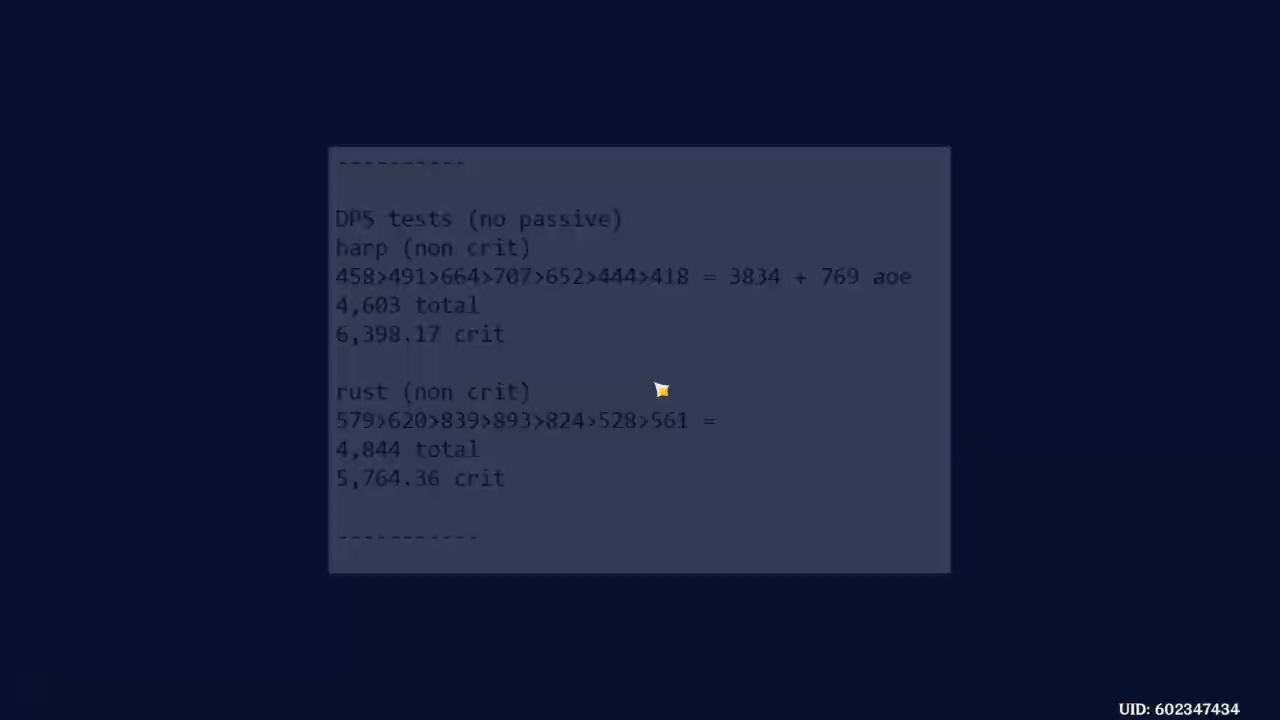 ----------
DPS tests (no passive)
harp (non crit)
458>491>664>707>652>444>418 = 3834 + 769 aoe
4,603 total
6,398.17 crit
rust (non crit)
579>620>839>893>824>528>561 =
4,844 total
5,764.36 crit
-----------
UID: 602347434